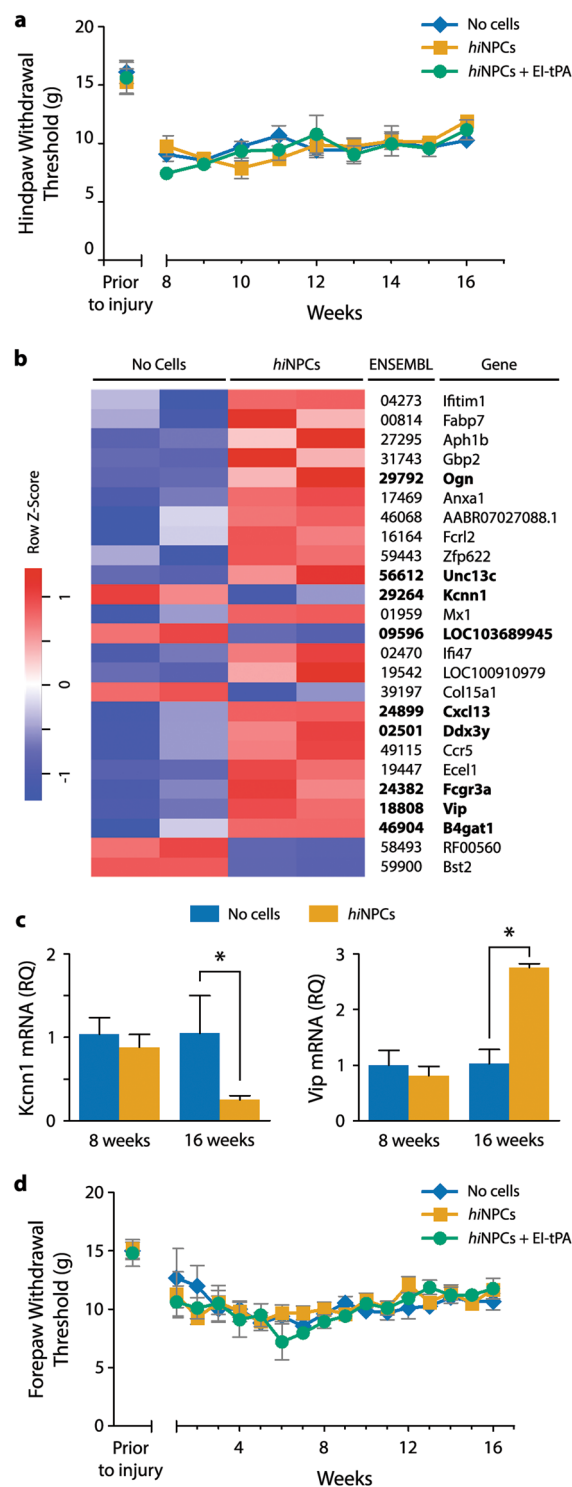 a
20
15
10
5
0
Hindpaw Withdrawal
Threshold (g)
No cells
hiNPCs
hiNPCs + EI-tPA
Prior
to injury
8
10
12
14
16
Weeks
b
No Cells
hiNPCs
ENSEMBL
Gene
04273 Ifitim1
00814 Fabp7
27295 Aph1b
31743 Gbp2
29792 Ogn
17469 Anxa1
46068 AABR07027088.1
16164 Fcrl2
59443 Zfp622
56612 Unc13c
29264 Kcnn1
01959 Mx1
09596 LOC103689945
02470 Ifi47
19542 LOC100910979
39197 Col15a1
24899 Cxcl13
02501 Ddx3y
49115 Ccr5
19447 Ecel1
24382 Fcgr3a
18808 Vip
46904 B4gat1
58493 RF00560
59900 Bst2
Row Z-Score
1
0
-1
c
No cells
hiNPCs
Kcnn1 mRNA (RQ)
2
1
0
*
8 weeks
16 weeks
Vip mRNA (RQ)
3
2
1
0
*
8 weeks
16 weeks
d
20
15
10
5
0
Forepaw Withdrawal
Threshold (g)
No cells
hiNPCs
hiNPCs + EI-tPA
Prior
to injury
4
8
12
16
Weeks